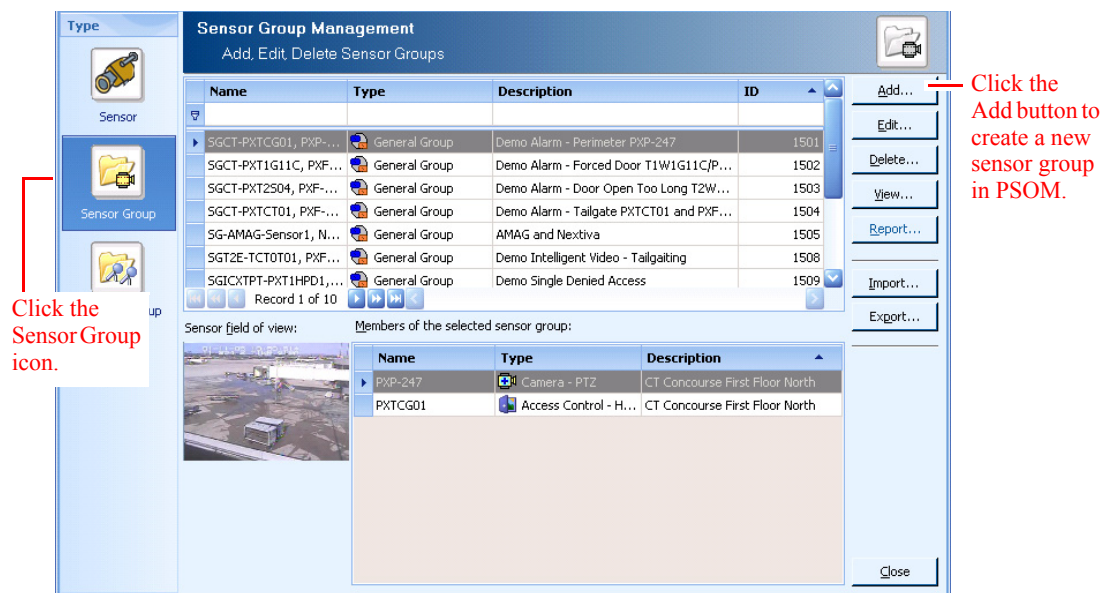 Type
Sensor
Sensor Group
up
Sensor Group Management
Add, Edit, Delete Sensor Groups
Name Type Description ID
SGCT-PXTCG01, PXP-... General Group Demo Alarm - Perimeter PXP-247 1501
SGCT-PXT1G11C, PXF... General Group Demo Alarm - Forced Door T1W1G11C/P... 1502
SGCT-PXT2S04, PXF-... General Group Demo Alarm - Door Open Too Long T2W... 1503
SGCT-PXTCT01, PXF-... General Group Demo Alarm - Tailgate PXTCT01 and PXF... 1504
SG-AMAG-Sensor1, N... General Group AMAG and Nextiva 1505
SGT2E-TCT0T01, PXF... General Group Demo Intelligent Video - Tailgaiting 1508
SGICXTPT-PXT1HPD1,... General Group Demo Single Denied Access 1509
Record 1 of 10
Sensor field of view:
Members of the selected sensor group:
Name Type Description
PXP-247 Camera - PTZ CT Concourse First Floor North
PXTCG01 Access Control - H... CT Concourse First Floor North
Add...
Edit...
Delete...
View...
Report...
Import...
Export...
Close
Click the
Sensor Group
icon.
Click the
Add button to
create a new
sensor group
in PSOM.